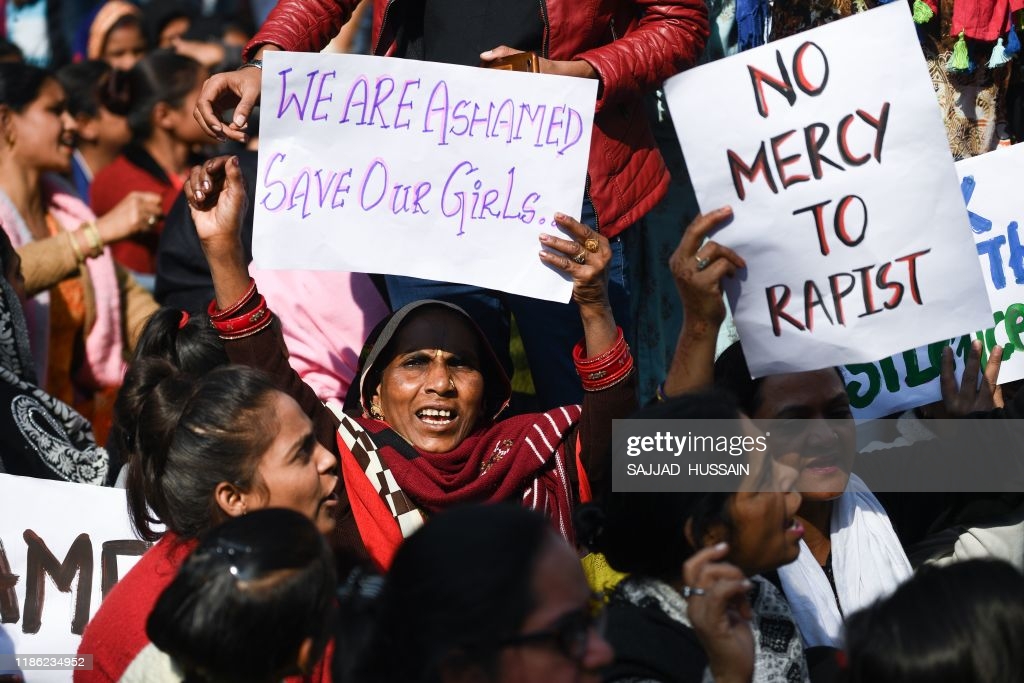 WE ARE ASHAMED
SAVE OUR GIRLS..
NO
MERCY
TO
RAPIST
gettyimages
SAJJAD HUSSAIN
1186234952